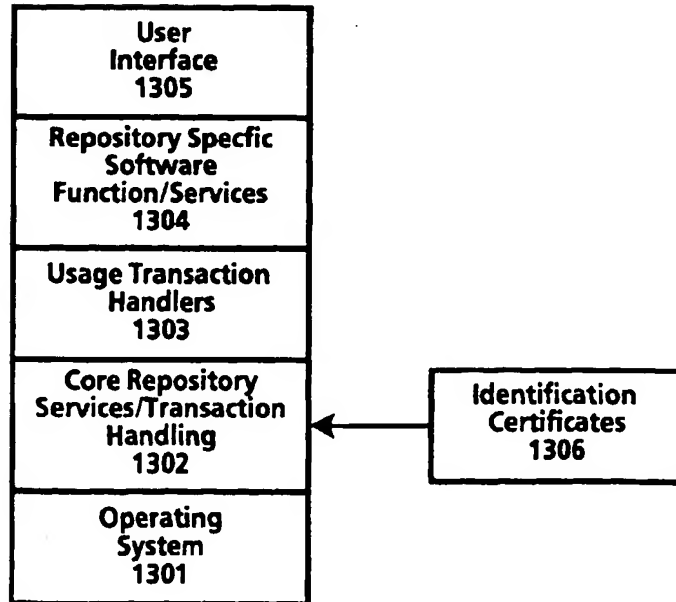 User
Interface
1305
Repository Specfic
Software
Function/Services
1304
Usage Transaction
Handlers
1303
Core Repository
Services/Transaction
Handling
1302
Identification
Certificates
1306
Operating
System
1301